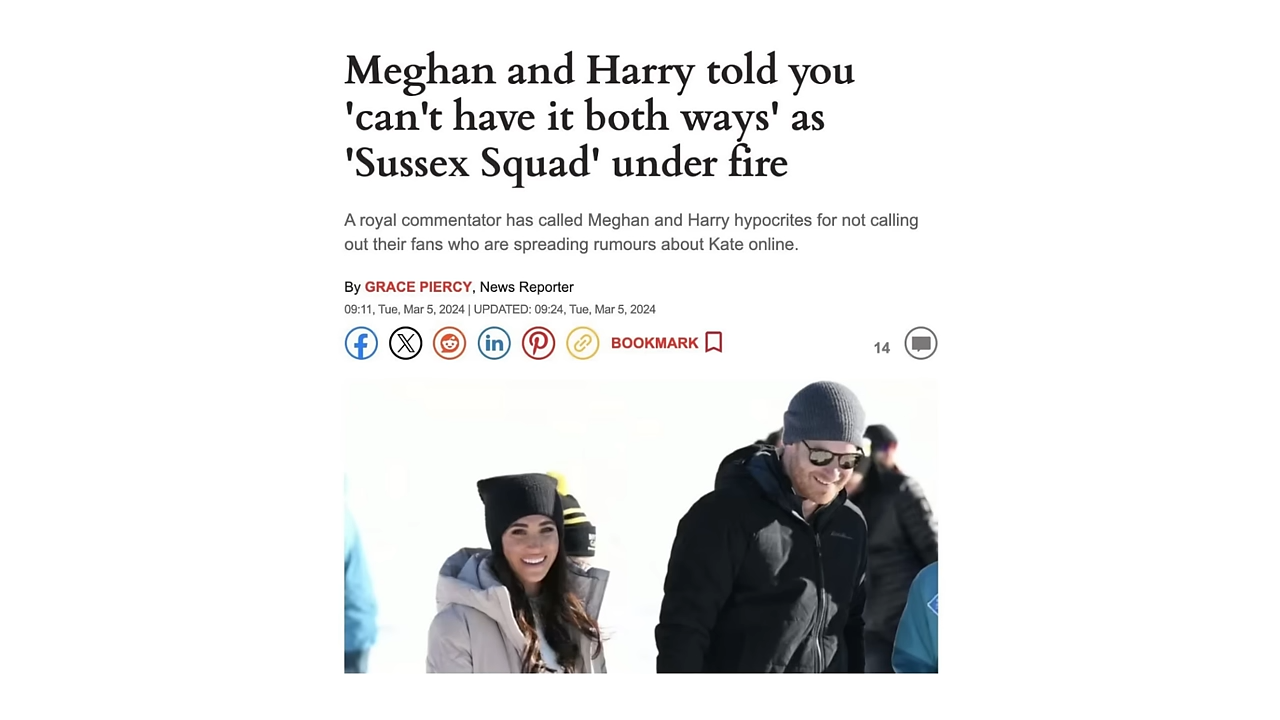 Meghan and Harry told you
'can't have it both ways' as
'Sussex Squad' under fire
A royal commentator has called Meghan and Harry hypocrites for not calling
out their fans who are spreading rumours about Kate online.
By GRACE PIERCY, News Reporter
09:11, Tue, Mar 5, 2024 | UPDATED: 09:24, Tue, Mar 5, 2024
BOOKMARK
14